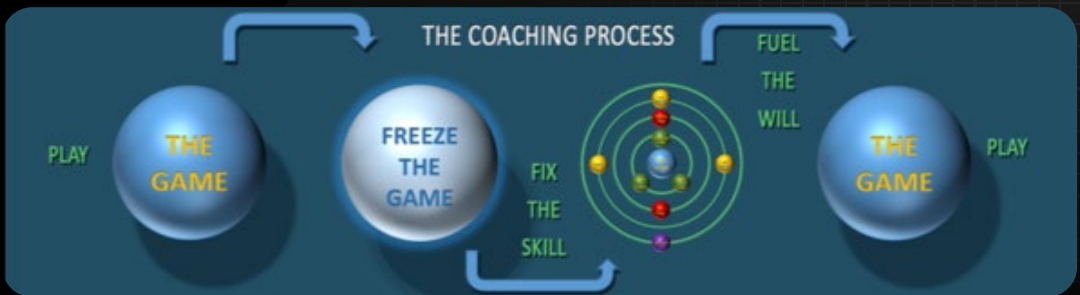 THE COACHING PROCESS
PLAY
THE
GAME
FREEZE
THE
GAME
FIX
THE
SKILL
FUEL
THE
WILL
THE
GAME
PLAY